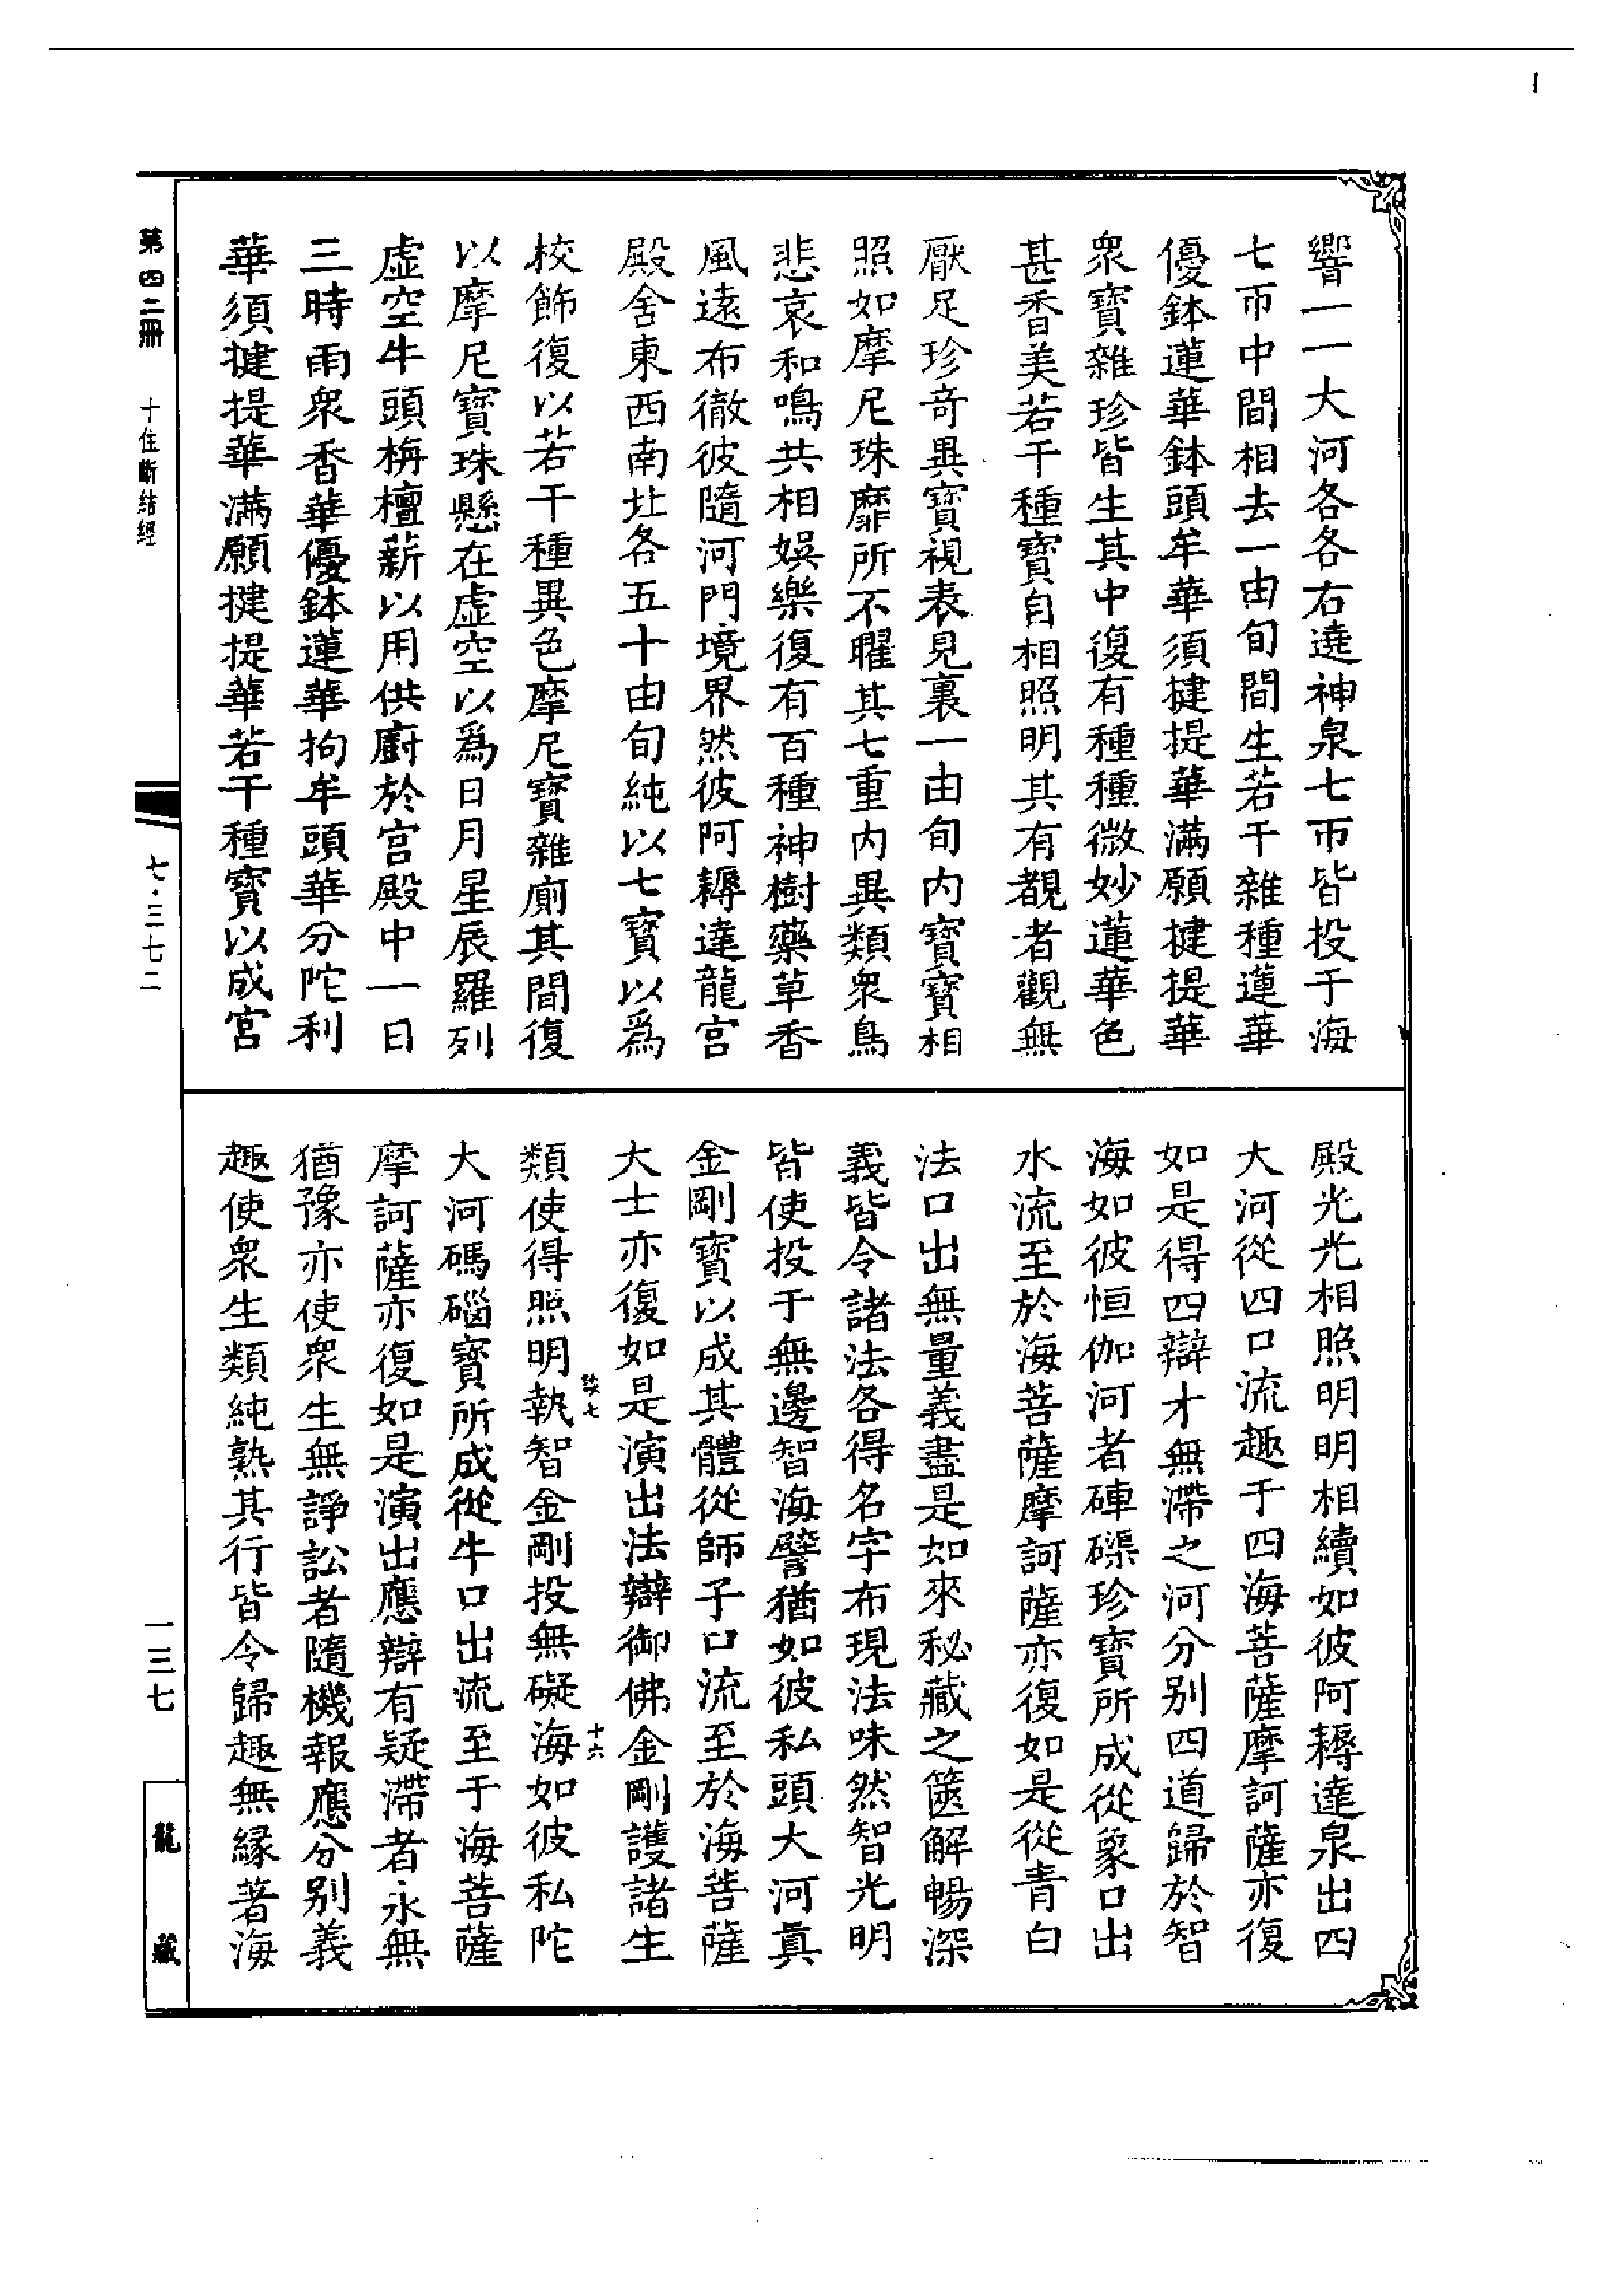 響一一大河各各右遶神泉七帀皆投于海
七帀中間相去一由旬間生若干雜種蓮華
優鉢蓮華鉢頭牟華須揵提華滿願揵提華
衆寶雜珍皆生其中復有種種微妙蓮華色
甚香美若干種寶自相照明其有覩者觀無
厭足珍奇異寶視表見裏一由旬內寶寶相
照如摩尼珠靡所不曜其七重内異類衆鳥
悲哀和鳴共相娛樂復有百種神樹藥草香
風遠布徹彼隨河門境界然彼阿耨達龍宮
殿舍東西南北各五十由旬純以七寶以爲
校飾復以若干種異色摩尼寶雜廁其間復
以摩尼寶珠懸在虛空以爲日月星辰羅列
虛空牛頭栴檀薪以用供廚於宮殿中一日
三時雨衆香華優鉢蓮華拘牟頭華分陀利
華須揵提華滿願揵提華若干種寶以成宮
殿光光相照明明相續如彼阿耨達泉出四
大河從四口流趣于四海菩薩摩訶薩亦復
如是得四辯才無滯之河分别四道歸於智
海如彼恒伽河者硨磲珍寶所成從象口出
水流至於海菩薩摩訶薩亦復如是從青白
法口出無量義盡是如來秘藏之篋解暢深
義皆令諸法各得名字布現法味然智光明
皆使投于無邊智海譬猶如彼私頭大河真
金剛寶以成其體從師子口流至於海菩薩
大士亦復如是演出法辯御佛金剛護諸生
類使得照明執智金剛投無礙海如彼私陀
大河碼碯寶所成從牛口出流至于海菩薩
摩訶薩亦復如是演出應辯有疑滯者永無
猶豫亦使衆生無諍訟者隨機報應分别義
趣使衆生類純熟其行皆令歸趣無緣著海
十六
第四二冊
十住斷結經
七·三七二
一三七
龍藏
1